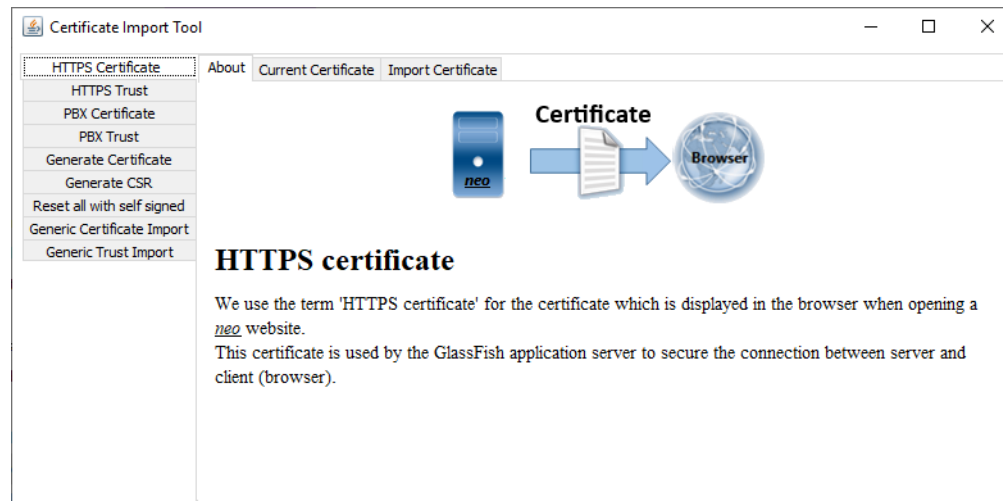 Certificate Import Tool
HTTPS Certificate
HTTPS Trust
PBX Certificate
PBX Trust
Generate Certificate
Generate CSR
Reset all with self signed
Generic Certificate Import
Generic Trust Import
About Current Certificate Import Certificate
Certificate
neo
Browser
HTTPS certificate
We use the term 'HTTPS certificate' for the certificate which is displayed in the browser when opening a
neo website.
This certificate is used by the GlassFish application server to secure the connection between server and
client (browser).